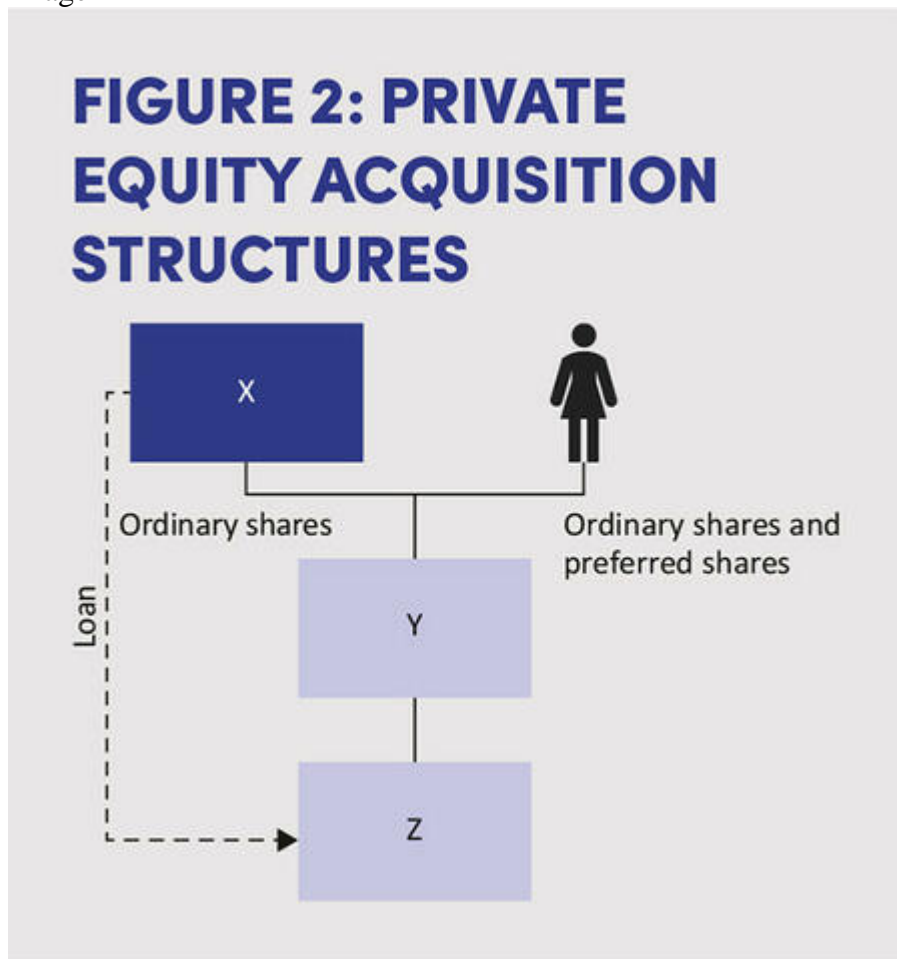 FIGURE 2: PRIVATE
EQUITY ACQUISITION
STRUCTURES
X
Ordinary shares
Ordinary shares and
preferred shares
Loan
Y
Z